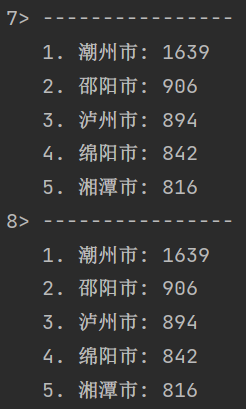 7> ----------------
1. 潮州市: 1639
2. 邵阳市: 906
3. 泸州市: 894
4. 绵阳市: 842
5. 湘潭市: 816
8> ----------------
1. 潮州市: 1639
2. 邵阳市: 906
3. 泸州市: 894
4. 绵阳市: 842
5. 湘潭市: 816